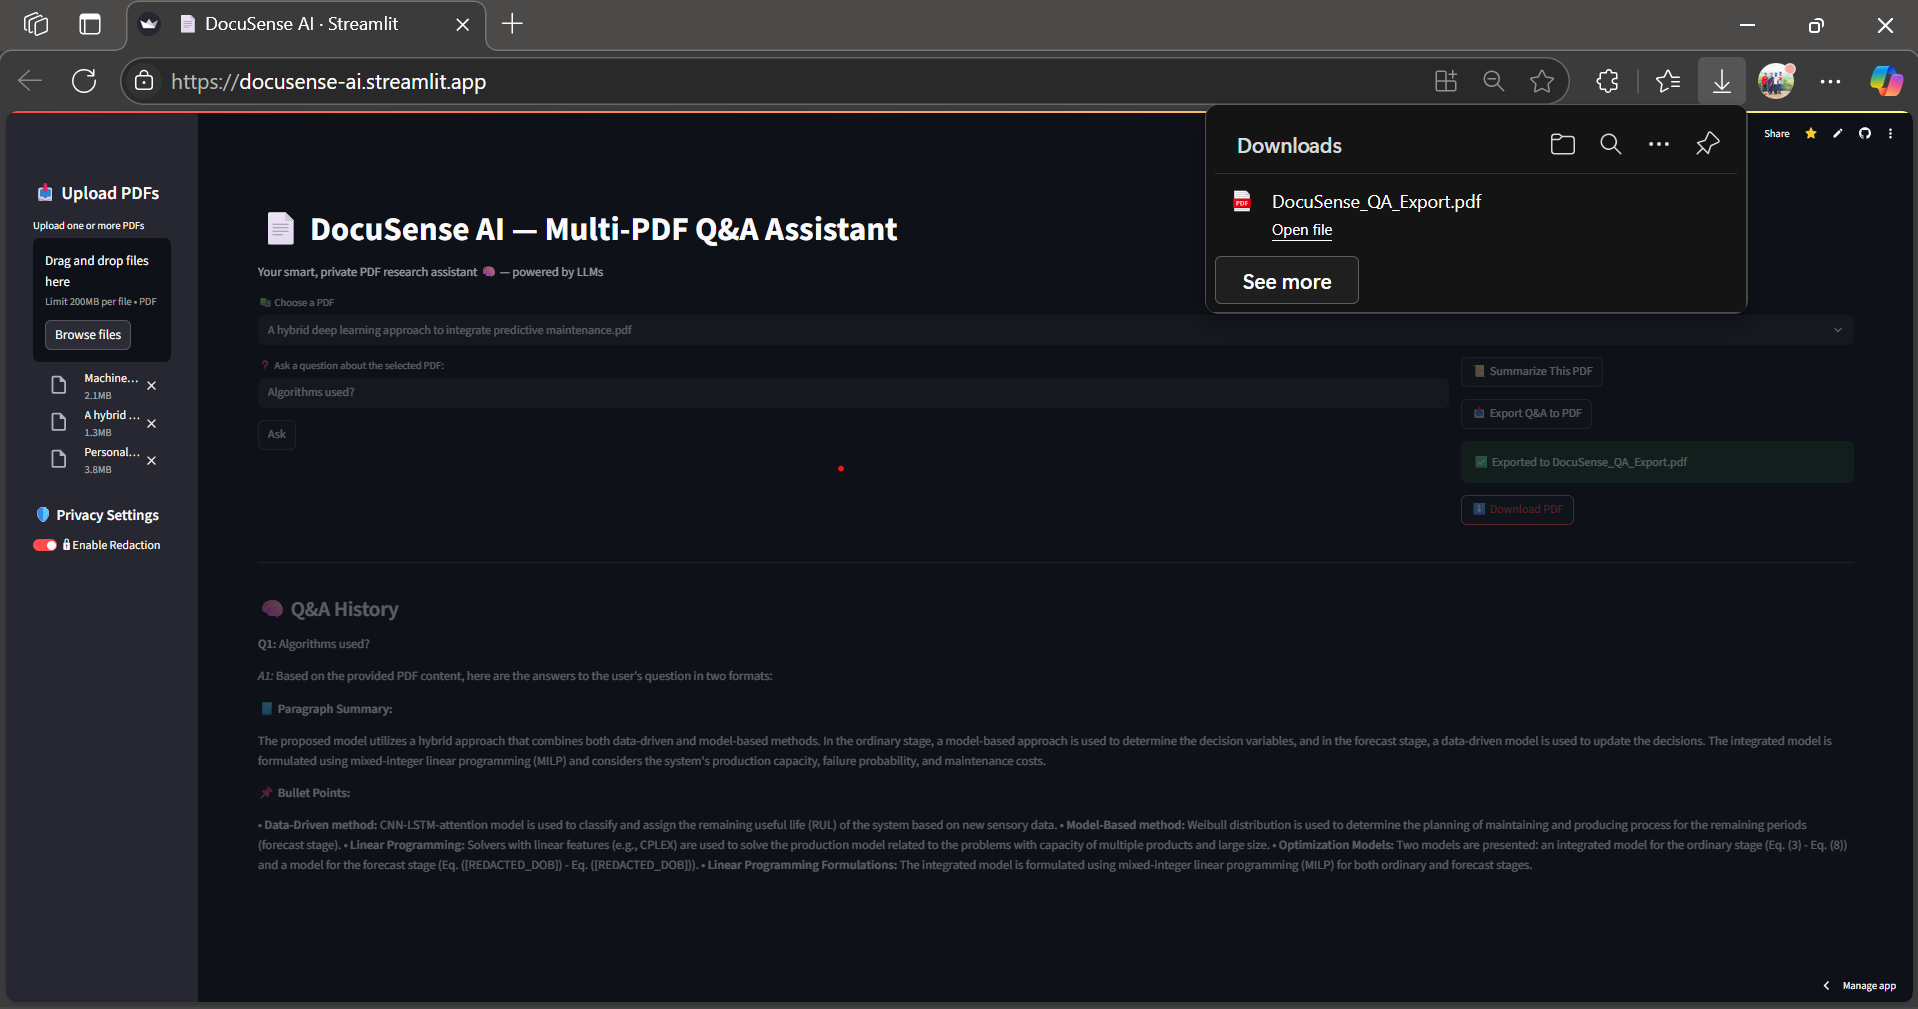 DocuSense AI · Streamlit
https://docusense-ai.streamlit.app
Downloads
DocuSense_QA_Export.pdf
Open file
See more
Share
Upload PDFs
Upload one or more PDFs
Drag and drop files
here
Limit 200MB per file • PDF
Browse files
Machine...
2.1MB
A hybrid ...
1.3MB
Personal...
3.8MB
Privacy Settings
Enable Redaction
DocuSense AI — Multi-PDF Q&A Assistant
Your smart, private PDF research assistant — powered by LLMs
Choose a PDF
A hybrid deep learning approach to integrate predictive maintenance.pdf
Ask a question about the selected PDF:
Algorithms used?
Ask
Summarize This PDF
Export Q&A to PDF
Exported to DocuSense_QA_Export.pdf
Download PDF
Q&A History
Q1: Algorithms used?
A1: Based on the provided PDF content, here are the answers to the user's question in two formats:
Paragraph Summary:
The proposed model utilizes a hybrid approach that combines both data-driven and model-based methods. In the ordinary stage, a model-based approach is used to determine the decision variables, and in the forecast stage, a data-driven model is used to update the decisions. The integrated model is
formulated using mixed-integer linear programming (MILP) and considers the system's production capacity, failure probability, and maintenance costs.
Bullet Points:
• Data-Driven method: CNN-LSTM-attention model is used to classify and assign the remaining useful life (RUL) of the system based on new sensory data. • Model-Based method: Weibull distribution is used to determine the planning of maintaining and producing process for the remaining periods
(forecast stage). • Linear Programming: Solvers with linear features (e.g., CPLEX) are used to solve the production model related to the problems with capacity of multiple products and large size. • Optimization Models: Two models are presented: an integrated model for the ordinary stage (Eq. (3) - Eq. (8))
and a model for the forecast stage (Eq. ([REDACTED_DOB]) - Eq. ([REDACTED_DOB])). • Linear Programming Formulations: The integrated model is formulated using mixed-integer linear programming (MILP) for both ordinary and forecast stages.
Manage app